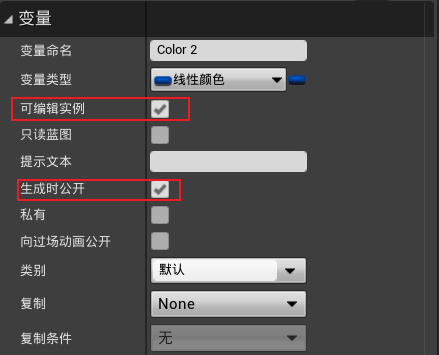 变量
变量命名 Color 2
变量类型 线性颜色
可编辑实例
只读蓝图
提示文本
生成时公开
私有
向过场动画公开
类别 默认
复制 None
复制条件 无